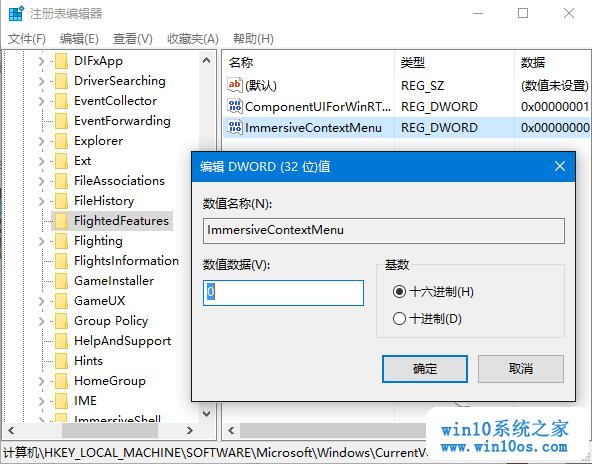 注册表编辑器
文件(F) 编辑(E) 查看(V) 收藏夹(A) 帮助(H)
DIFxApp
DriverSearching
EventCollector
EventForwarding
Explorer
Ext
FileAssociations
FileHistory
FlightedFeatures
Flighting
FlightsInformation
GameInstaller
GameUX
Group Policy
HelpAndSupport
Hints
HomeGroup
IME
ImmersiveShell
名称 类型 数据
(默认) REG_SZ (数值未设置)
ComponentUIForWinRT... REG_DWORD 0x00000001
ImmersiveContextMenu REG_DWORD 0x00000000
编辑 DWORD (32 位)值
数值名称(N):
ImmersiveContextMenu
数值数据(V):
0
基数
十六进制(H)
十进制(D)
确定 取消
计算机\HKEY_LOCAL_MACHINE\SOFTWARE\Microsoft\Windows\CurrentV
win10系统之家
www.win10os.com